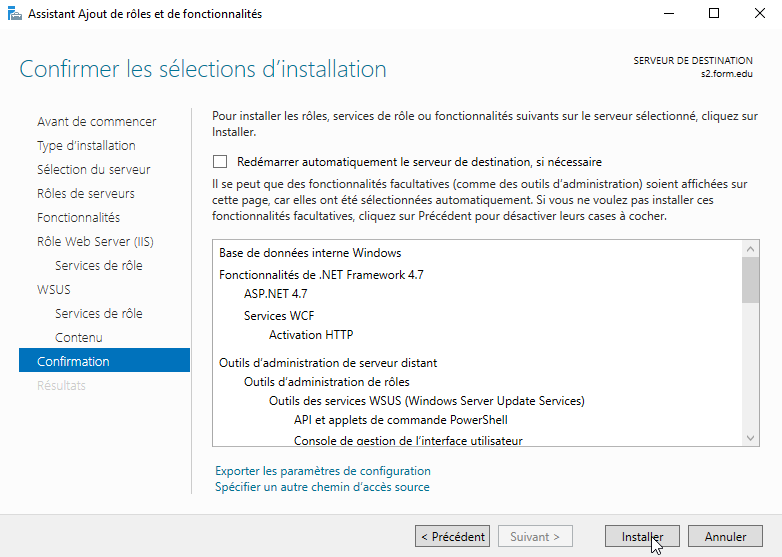 Assistant Ajout de rôles et de fonctionnalités
Confirmer les sélections d'installation
SERVEUR DE DESTINATION
s2.form.edu
Avant de commencer
Type d'installation
Sélection du serveur
Rôles de serveurs
Fonctionnalités
Rôle Web Server (IIS)
Services de rôle
WSUS
Services de rôle
Contenu
Confirmation
Résultats
Pour installer les rôles, services de rôle ou fonctionnalités suivants sur le serveur sélectionné, cliquez sur
Installer.
Redémarrer automatiquement le serveur de destination, si nécessaire
Il se peut que des fonctionnalités facultatives (comme des outils d'administration) soient affichées sur
cette page, car elles ont été sélectionnées automatiquement. Si vous ne voulez pas installer ces
fonctionnalités facultatives, cliquez sur Précédent pour désactiver leurs cases à cocher.
Base de données interne Windows
Fonctionnalités de .NET Framework 4.7
ASP.NET 4.7
Services WCF
Activation HTTP
Outils d'administration de serveur distant
Outils d'administration de rôles
Outils des services WSUS (Windows Server Update Services)
API et applets de commande PowerShell
Console de gestion de l'interface utilisateur
Exporter les paramètres de configuration
Spécifier un autre chemin d'accès source
< Précédent
Suivant >
Installer
Annuler